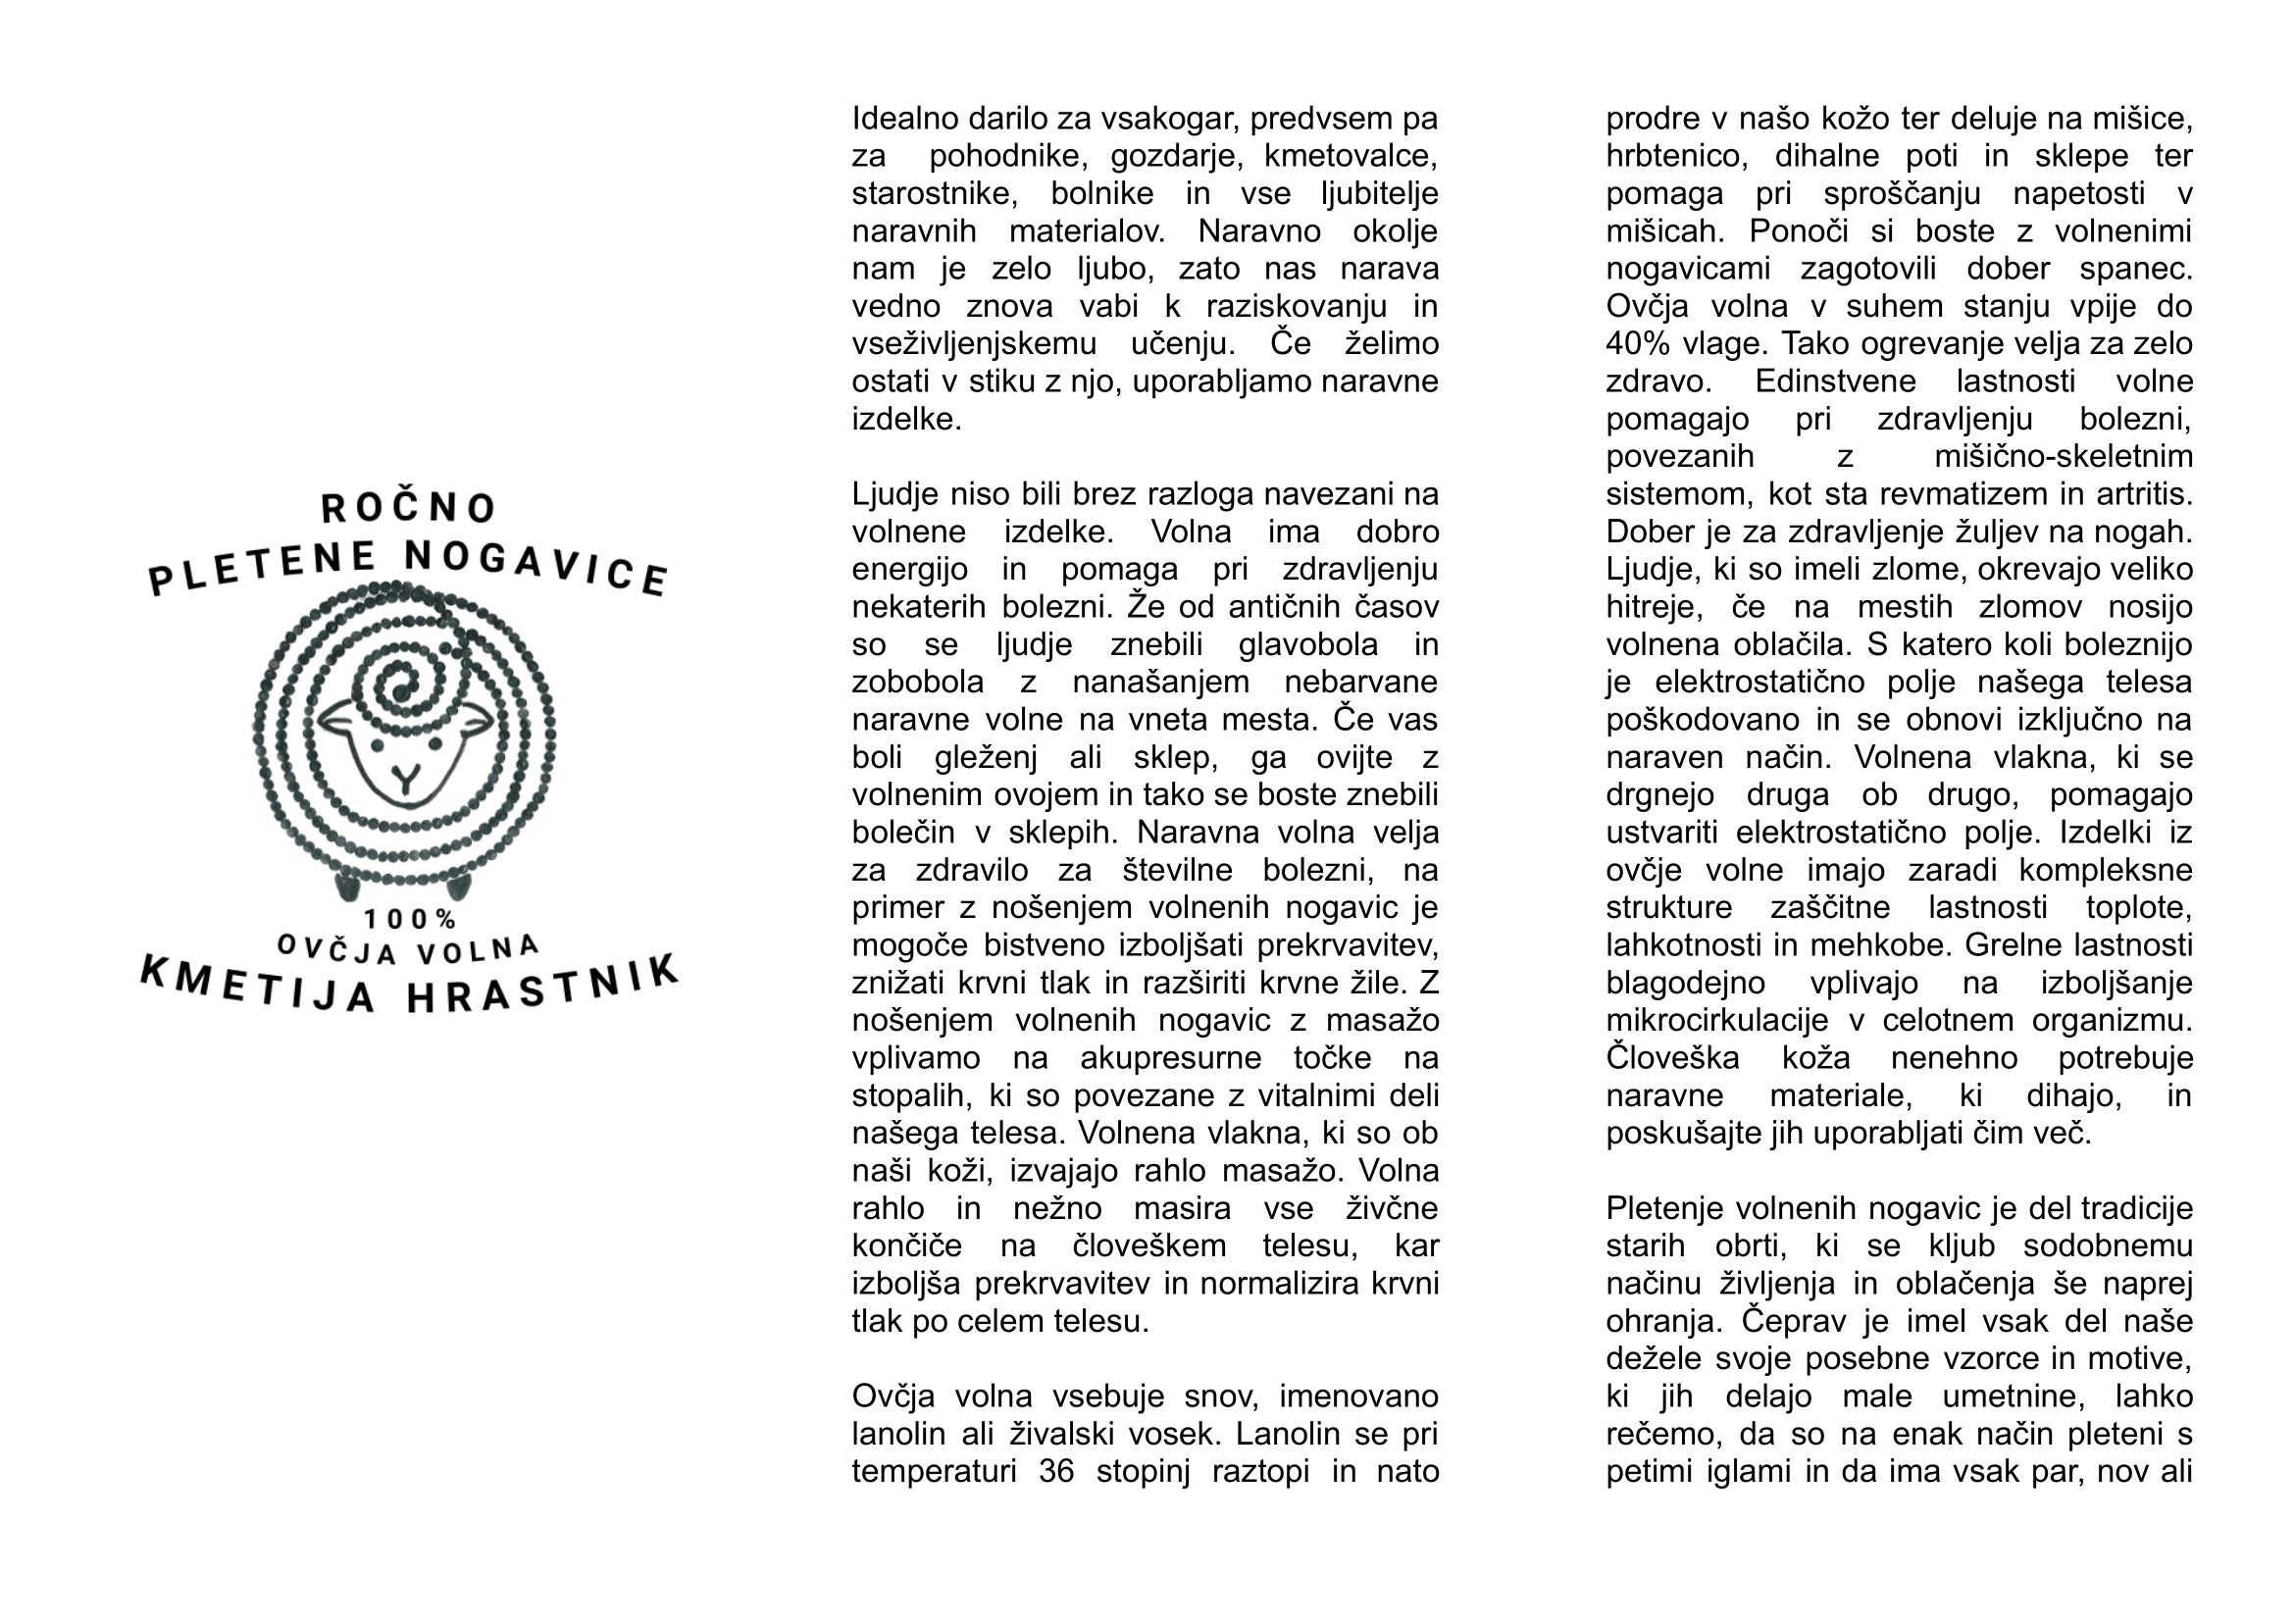 ROČNO
PLETENE NOGAVICE
100%
OVČJA VOLNA
KMETIJA HRASTNIK
Idealno darilo za vsakogar, predvsem pa
za pohodnike, gozdarje, kmetovalce,
starostnike, bolnike in vse ljubitelje
naravnih materialov. Naravno okolje
nam je zelo ljubo, zato nas narava
vedno znova vabi k raziskovanju in
vseživljenjskemu učenju. Če želimo
ostati v stiku z njo, uporabljamo naravne
izdelke.
Ljudje niso bili brez razloga navezani na
volnene izdelke. Volna ima dobro
energijo in pomaga pri zdravljenju
nekaterih bolezni. Že od antičnih časov
so se ljudje znebili glavobola in
zobobola z nanašanjem nebarvane
naravne volne na vneta mesta. Če vas
boli gleženj ali sklep, ga ovijte z
volnenim ovojem in tako se boste znebili
bolečin v sklepih. Naravna volna velja
za zdravilo za številne bolezni, na
primer z nošenjem volnenih nogavic je
mogoče bistveno izboljšati prekrvavitev,
znižati krvni tlak in razširiti krvne žile. Z
nošenjem volnenih nogavic z masažo
vplivamo na akupresurne točke na
stopalih, ki so povezane z vitalnimi deli
našega telesa. Volnena vlakna, ki so ob
naši koži, izvajajo rahlo masažo. Volna
rahlo in nežno masira vse živčne
končiče na človeškem telesu, kar
izboljša prekrvavitev in normalizira krvni
tlak po celem telesu.
Ovčja volna vsebuje snov, imenovano
lanolin ali živalski vosek. Lanolin se pri
temperaturi 36 stopinj raztopi in nato
prodre v našo kožo ter deluje na mišice,
hrbtenico, dihalne poti in sklepe ter
pomaga pri sproščanju napetosti v
mišicah. Ponoči si boste z volnenimi
nogavicami zagotovili dober spanec.
Ovčja volna v suhem stanju vpije do
40% vlage. Tako ogrevanje velja za zelo
zdravo. Edinstvene lastnosti volne
pomagajo pri zdravljenju bolezni,
povezanih z mišično-skeletnim
sistemom, kot sta revmatizem in artritis.
Dober je za zdravljenje žuljev na nogah.
Ljudje, ki so imeli zlome, okrevajo veliko
hitreje, če na mestih zlomov nosijo
volnena oblačila. S katero koli boleznijo
je elektrostatično polje našega telesa
poškodovano in se obnovi izključno na
naraven način. Volnena vlakna, ki se
drgnejo druga ob drugo, pomagajo
ustvariti elektrostatično polje. Izdelki iz
ovčje volne imajo zaradi kompleksne
strukture zaščitne lastnosti toplote,
lahkotnosti in mehkobe. Grelne lastnosti
blagodejno vplivajo na izboljšanje
mikrocirkulacije v celotnem organizmu.
Človeška koža nenehno potrebuje
naravne materiale, ki dihajo, in
poskušajte jih uporabljati čim več.
Pletenje volnenih nogavic je del tradicije
starih obrti, ki se kljub sodobnemu
načinu življenja in oblačenja še naprej
ohranja. Čeprav je imel vsak del naše
dežele svoje posebne vzorce in motive,
ki jih delajo male umetnine, lahko
rečemo, da so na enak način pleteni s
petimi iglami in da ima vsak par, nov ali